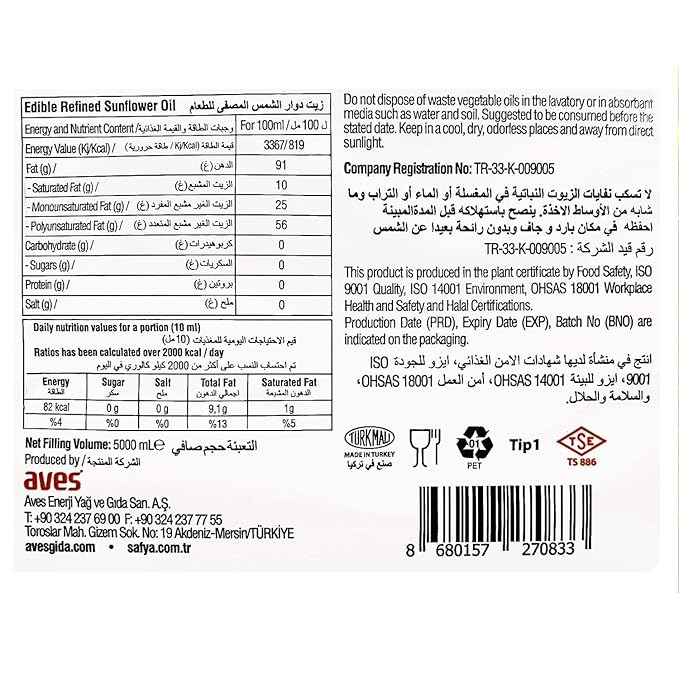 Edible Refined Sunflower Oil زيت دوار الشمس المصفى للطعام
Energy and Nutrient Content / وجبات الطاقة والقيمة الغذائية For 100ml / ل 100 مل
Energy Value (Kj/Kcal) / قيمة الطاقة (Kj/Kcal / طاقة حرورية) 3367/819
Fat (g) / الدهن (غ) 91
- Saturated Fat (g) / الزيت المشبع (غ) 10
- Monounsaturated Fat (g) / الزيت الغير مشبع المفرد (غ) 25
- Polyunsaturated Fat (g) / الزيت الغير مشبع المتعدد (غ) 56
Carbohydrate (g) / كربوهيدرات (غ) 0
- Sugars (g) / السكريات (غ) 0
Protein (g) / بروتين (غ) 0
Salt (g) / ملح (غ) 0
Daily nutrition values for a portion (10 ml)
قيم الاحتياجات اليومية للمغذيات (10 مل)
Ratios has been calculated over 2000 kcal / day
تم احتساب النسب على أكثر من 2000 كيلو كالوري في اليوم
Energy Sugar Salt Total Fat Saturated Fat
الطاقة سكر ملح اجمالي الدهون الدهون المشبعة
82 kcal 0 g 0 g 9,1g 1g
%4 %0 %0 %13 %5
Net Filling Volume: 5000 mL℮ التعبئة حجم صافي
Produced by / الشركة المنتجة
aves
Aves Enerji Yağ ve Gıda San. A.Ş.
T:+90 324 237 69 00 F:+90 324 237 77 55
Toroslar Mah. Gizem Sok. No: 19 Akdeniz-Mersin/TÜRKİYE
avesgida.com • safya.com.tr
Do not dispose of waste vegetable oils in the lavatory or in absorbant
media such as water and soil. Suggested to be consumed before the
stated date. Keep in a cool, dry, odorless places and away from direct
sunlight.
Company Registration No: TR-33-K-009005
لا تسكب نفايات الزيوت النباتية في المغسلة أو الماء أو التراب وما
شابه من الأوساط الاخذة. ينصح باستهلاكه قبل المدةالمبينة
احفظه في مكان بارد و جاف وبدون رائحة بعيدا عن الشمس
رقم قيد الشركة : TR-33-K-009005
This product is produced in the plant certificate by Food Safety, ISO
9001 Quality, ISO 14001 Environment, OHSAS 18001 Workplace
Health and Safety and Halal Certifications.
Production Date (PRD), Expiry Date (EXP), Batch No (BNO) are
indicated on the packaging.
انتج في منشأة لديها شهادات الامن الغذائي، ايزو للجودة ISO
9001، ايزو للبيئة OHSAS 14001، أمن العمل OHSAS 18001،
والسلامة والحلال.
TURKMALI
MADE IN TURKEY
صنع في تركيا
01
PET
Tip1
TSE
TS 886
8 680157 270833